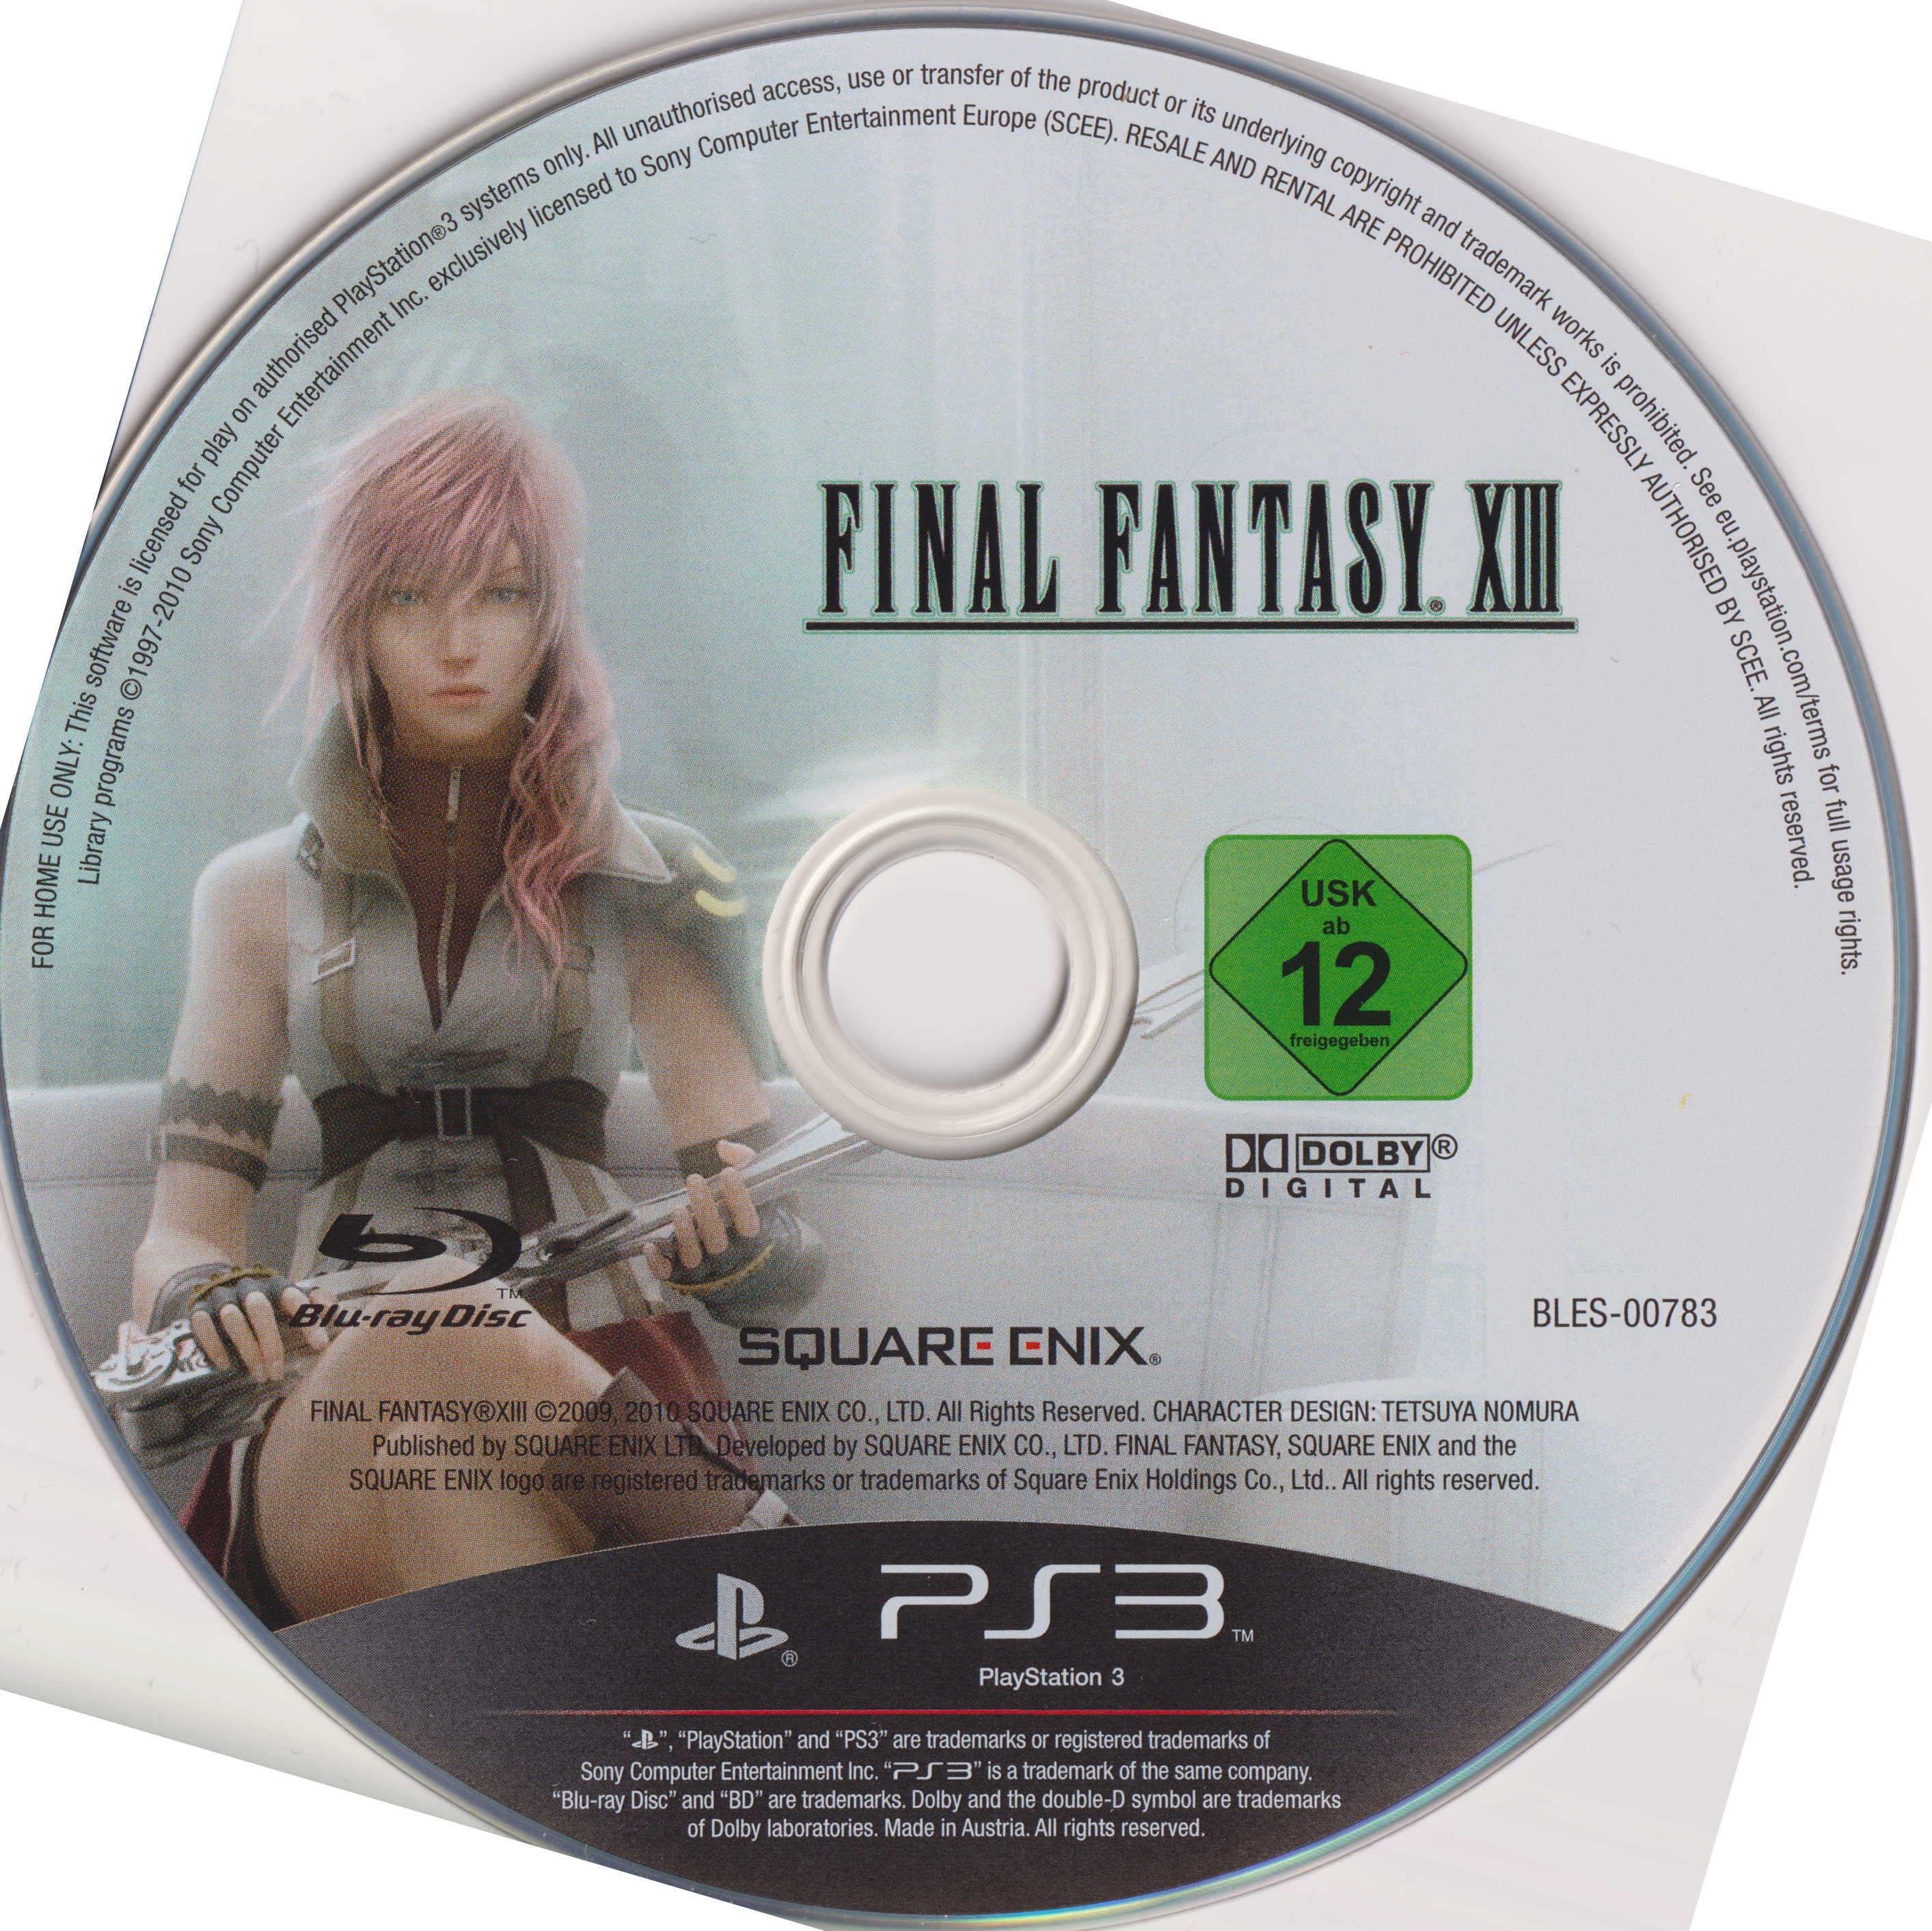 FOR HOME USE ONLY: This software is licensed for play on authorised PlayStation®3 systems only. All unauthorised access, use or transfer of the product or its underlying copyright and trademark works is prohibited. See eu.playstation.com/terms for full usage rights.
Library programs ©1997-2010 Sony Computer Entertainment Inc. exclusively licensed to Sony Computer Entertainment Europe (SCEE). RESALE AND RENTAL ARE PROHIBITED UNLESS EXPRESSLY AUTHORISED BY SCEE. All rights reserved.
FINAL FANTASY® XIII
USK
ab
12
freigegeben
DOLBY®
DIGITAL
TM
Blu-ray Disc
BLES-00783
SQUARE ENIX®
FINAL FANTASY®XIII ©2009, 2010 SQUARE ENIX CO., LTD. All Rights Reserved. CHARACTER DESIGN: TETSUYA NOMURA
Published by SQUARE ENIX LTD. Developed by SQUARE ENIX CO., LTD. FINAL FANTASY, SQUARE ENIX and the
SQUARE ENIX logo are registered trademarks or trademarks of Square Enix Holdings Co., Ltd.. All rights reserved.
® PS3 TM
PlayStation 3
“PS”, “PlayStation” and “PS3” are trademarks or registered trademarks of
Sony Computer Entertainment Inc. “PS3” is a trademark of the same company.
“Blu-ray Disc” and “BD” are trademarks. Dolby and the double-D symbol are trademarks
of Dolby laboratories. Made in Austria. All rights reserved.